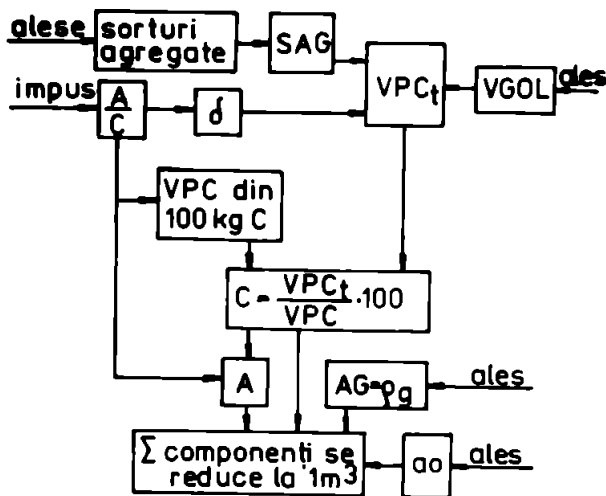 alese
sorturi
agregate
SAG
VPCt
VGOL
ales
impus
A
C
δ
VPC din
100 kg C
C = VPCt / VPC · 100
A
AG=ρg
ales
Σ componenți se
reduce la 1m³
ao
ales